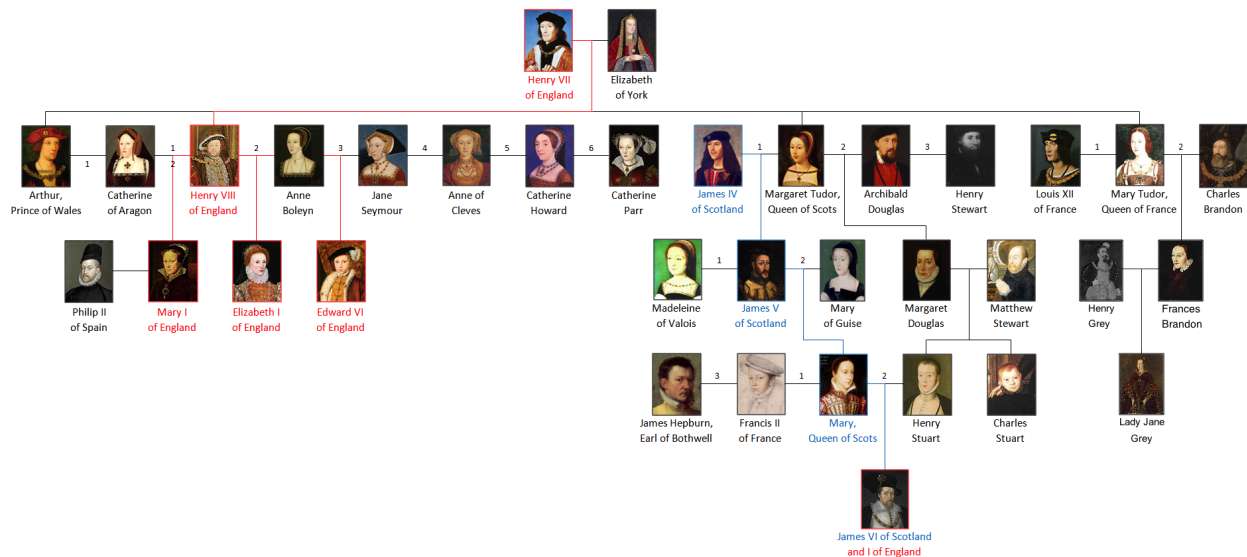 Henry VII
of England
Elizabeth
of York
1
1
2
2
3
4
5
6
1
2
3
1
2
Arthur,
Prince of Wales
Catherine
of Aragon
Henry VIII
of England
Anne
Boleyn
Jane
Seymour
Anne of
Cleves
Catherine
Howard
Catherine
Parr
James IV
of Scotland
Margaret Tudor,
Queen of Scots
Archibald
Douglas
Henry
Stewart
Louis XII
of France
Mary Tudor,
Queen of France
Charles
Brandon
1
2
Philip II
of Spain
Mary I
of England
Elizabeth I
of England
Edward VI
of England
Madeleine
of Valois
James V
of Scotland
Mary
of Guise
Margaret
Douglas
Matthew
Stewart
Henry
Grey
Frances
Brandon
3
1
2
James Hepburn,
Earl of Bothwell
Francis II
of France
Mary,
Queen of Scots
Henry
Stuart
Charles
Stuart
Lady Jane
Grey
James VI of Scotland
and I of England